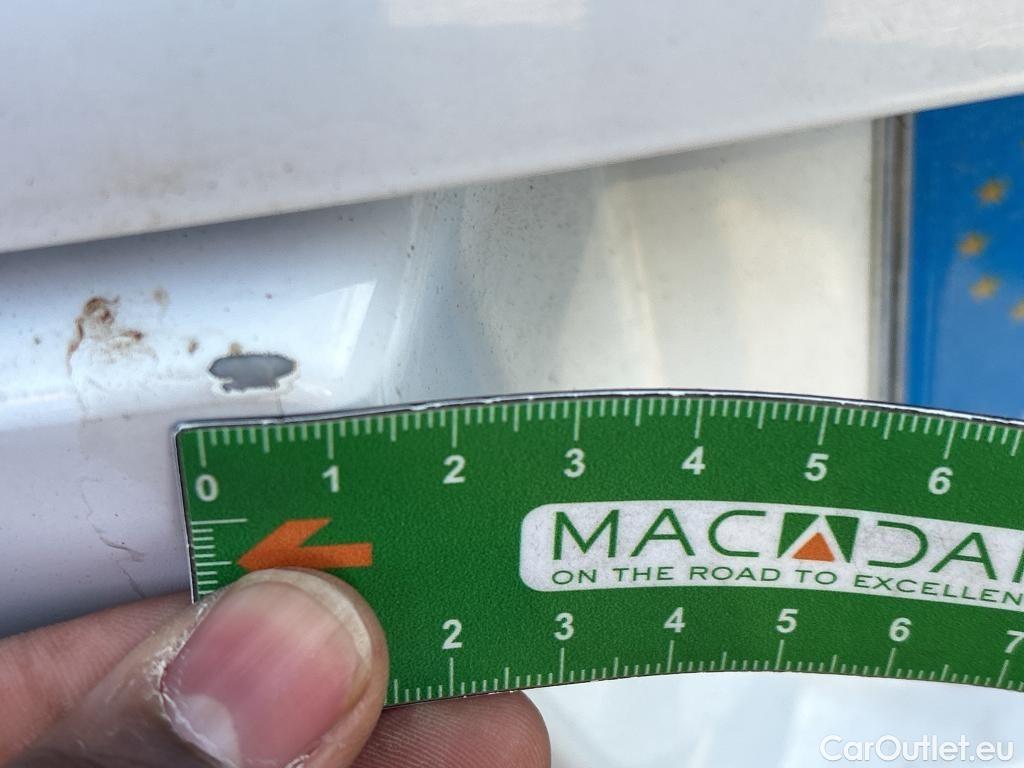 0 1 2 3 4 5 6
MACADA
ON THE ROAD TO EXCELLEN
2 3 4 5 6 7
CarOutlet.eu